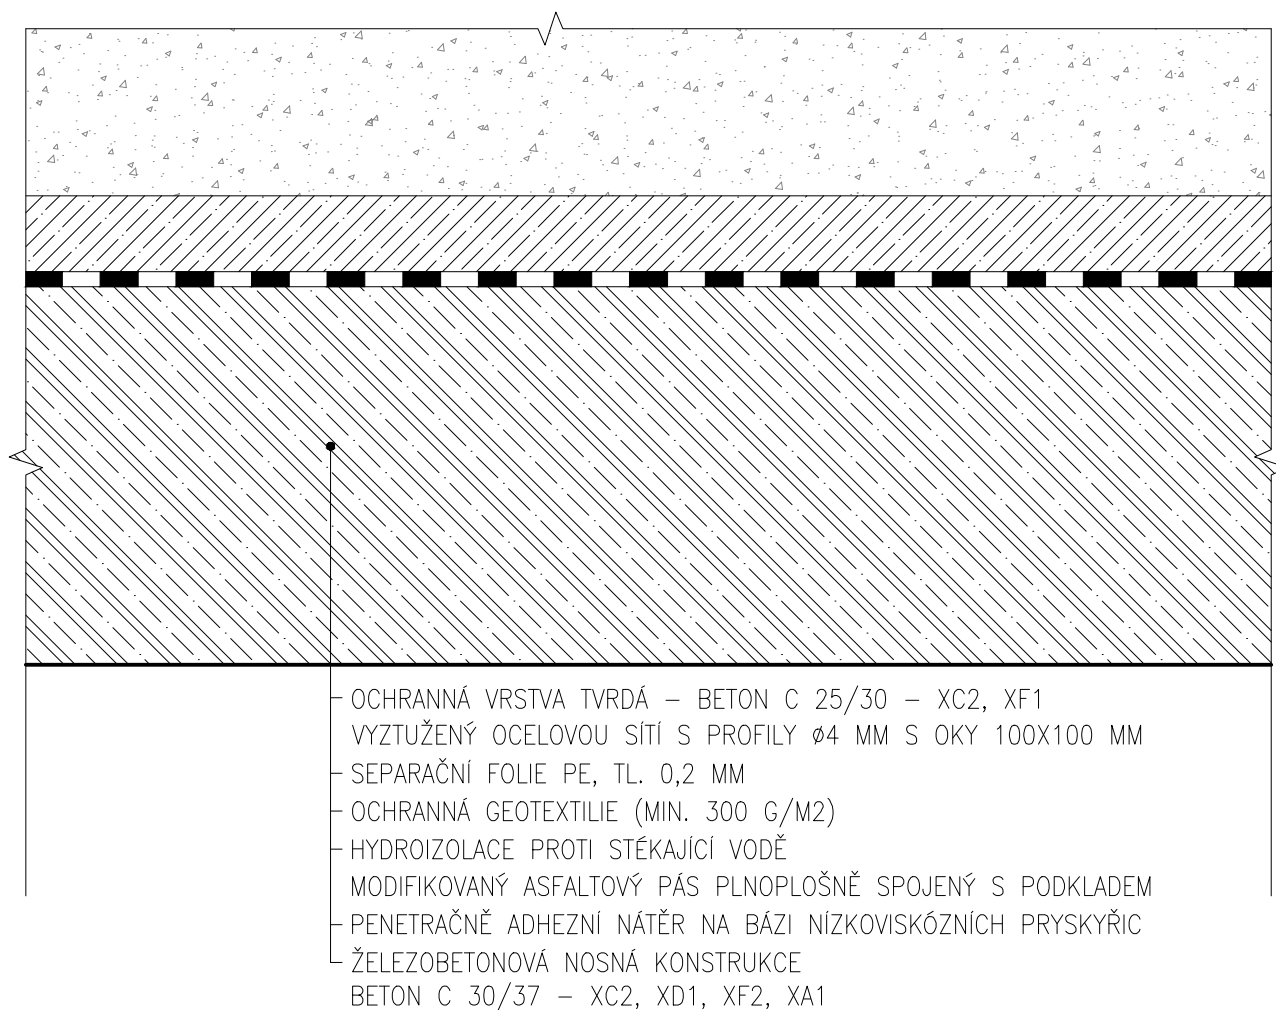 OCHRANNÁ VRSTVA TVRDÁ – BETON C 25/30 – XC2, XF1
VYZTUŽENÝ OCELOVOU SÍTÍ S PROFILY ø4 MM S OKY 100X100 MM
SEPARAČNÍ FOLIE PE, TL. 0,2 MM
OCHRANNÁ GEOTEXTILIE (MIN. 300 G/M2)
HYDROIZOLACE PROTI STÉKAJÍCÍ VODĚ
MODIFIKOVANÝ ASFALTOVÝ PÁS PLNOPLOŠNĚ SPOJENÝ S PODKLADEM
PENETRAČNĚ ADHEZNÍ NÁTĚR NA BÁZI NÍZKOVISKÓZNÍCH PRYSKYŘIC
ŽELEZOBETONOVÁ NOSNÁ KONSTRUKCE
BETON C 30/37 – XC2, XD1, XF2, XA1